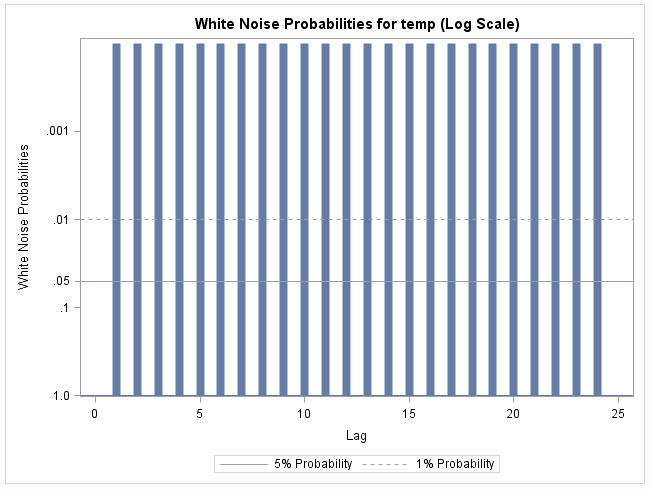 White Noise Probabilities for temp (Log Scale)
White Noise Probabilities
.001
.01
.05
.1
1.0
0 5 10 15 20 25
Lag
5% Probability 1% Probability